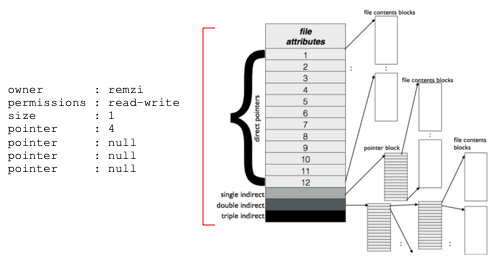 owner       : remzi
permissions : read-write
size        : 1
pointer     : 4
pointer     : null
pointer     : null
pointer     : null
file
attributes
1
2
3
4
5
6
7
8
9
10
11
12
direct pointers
single indirect
double indirect
triple indirect
file contents blocks
:
:
file contents blocks
:
pointer block
file contents
blocks
:
: